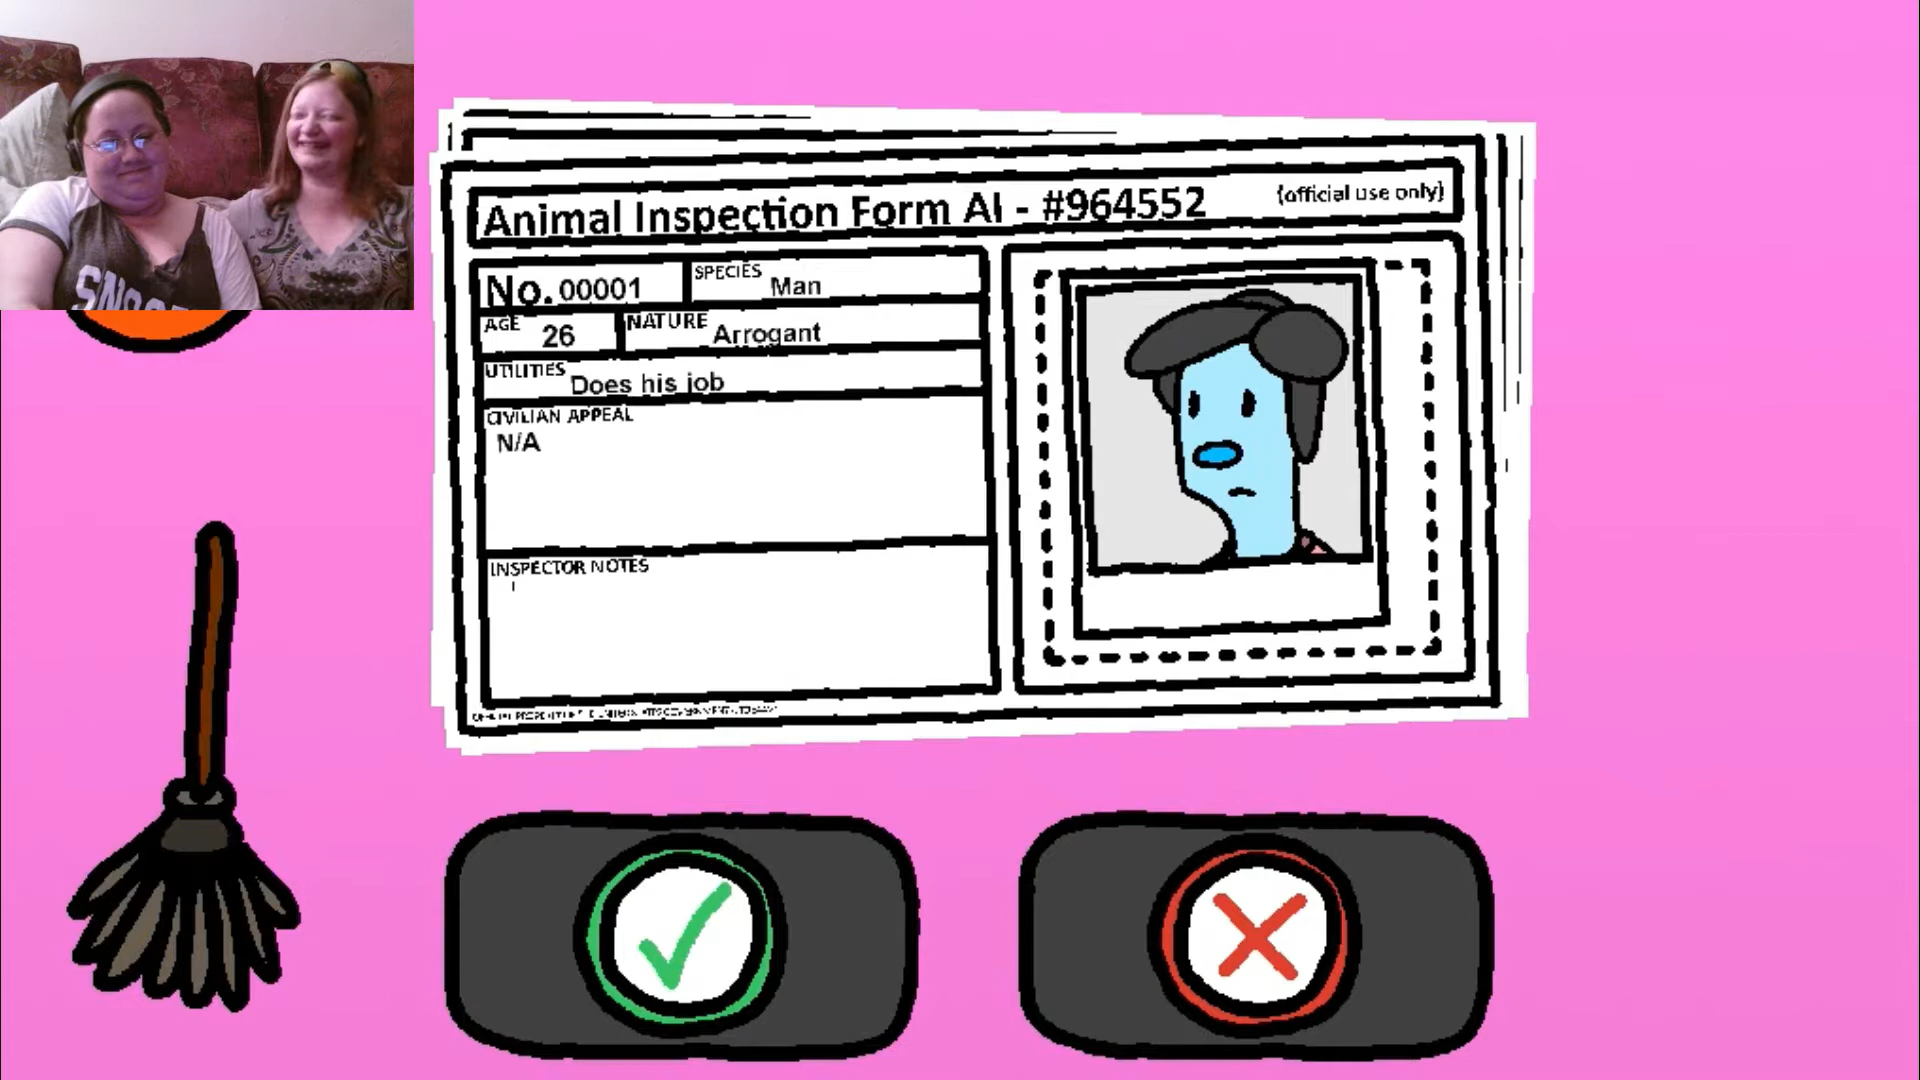 Animal Inspection Form AI - #964552
(official use only)
No. 00001
SPECIES Man
AGE 26
NATURE Arrogant
UTILITIES Does his job
CIVILIAN APPEAL
N/A
INSPECTOR NOTES